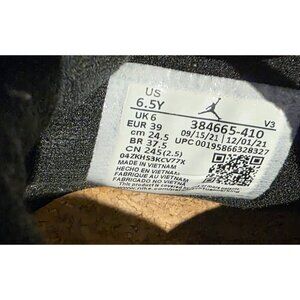 US
6.5Y
UK 6
EUR 39
cm 24.5
BR 37.5
CN 245(2.5)
V3
384665-410
09/15/21 12/01/21
UPC 00195866328327
04ZKHS3KCV77X
MADE IN VIETNAM
HECHO EN VIETNAM
FABRIQUE AU VIETNAM
FABRICADO NO VIETNÃ